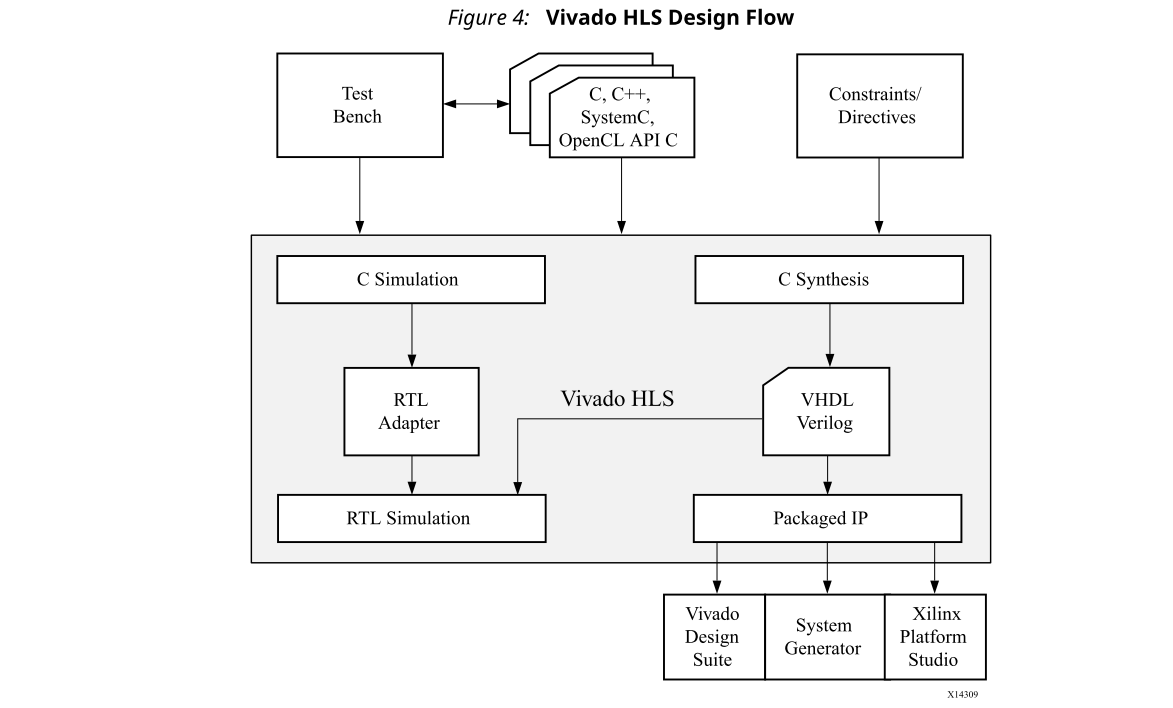 Figure 4: Vivado HLS Design Flow
Test
Bench
C, C++,
SystemC,
OpenCL API C
Constraints/
Directives
C Simulation
C Synthesis
RTL
Adapter
Vivado HLS
VHDL
Verilog
RTL Simulation
Packaged IP
Vivado
Design
Suite
System
Generator
Xilinx
Platform
Studio
X14309